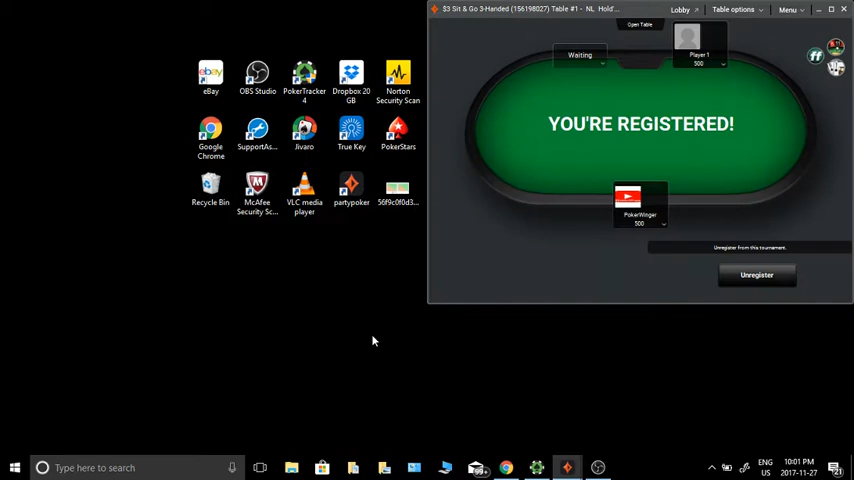 $3 Sit & Go 3-Handed (156198027) Table #1 - NL Hold'...
Lobby
Table options
Menu
Open Table
Waiting
Player 1
500
ff
YOU'RE REGISTERED!
PokerWinger
500
Unregister from this tournament.
Unregister
eBay
OBS Studio
PokerTracker 4
Dropbox 20 GB
Norton Security Scan
Google Chrome
SupportAs...
Jivaro
True Key
PokerStars
Recycle Bin
McAfee Security Sc...
VLC media player
partypoker
56f9c0f0d3...
Type here to search
99+
ENG
US
10:01 PM
2017-11-27
21